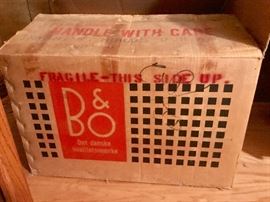 HANDLE WITH CARE
FRAGILE-THIS SIDE UP.
B&O
Det danske
kvalitetsmærke